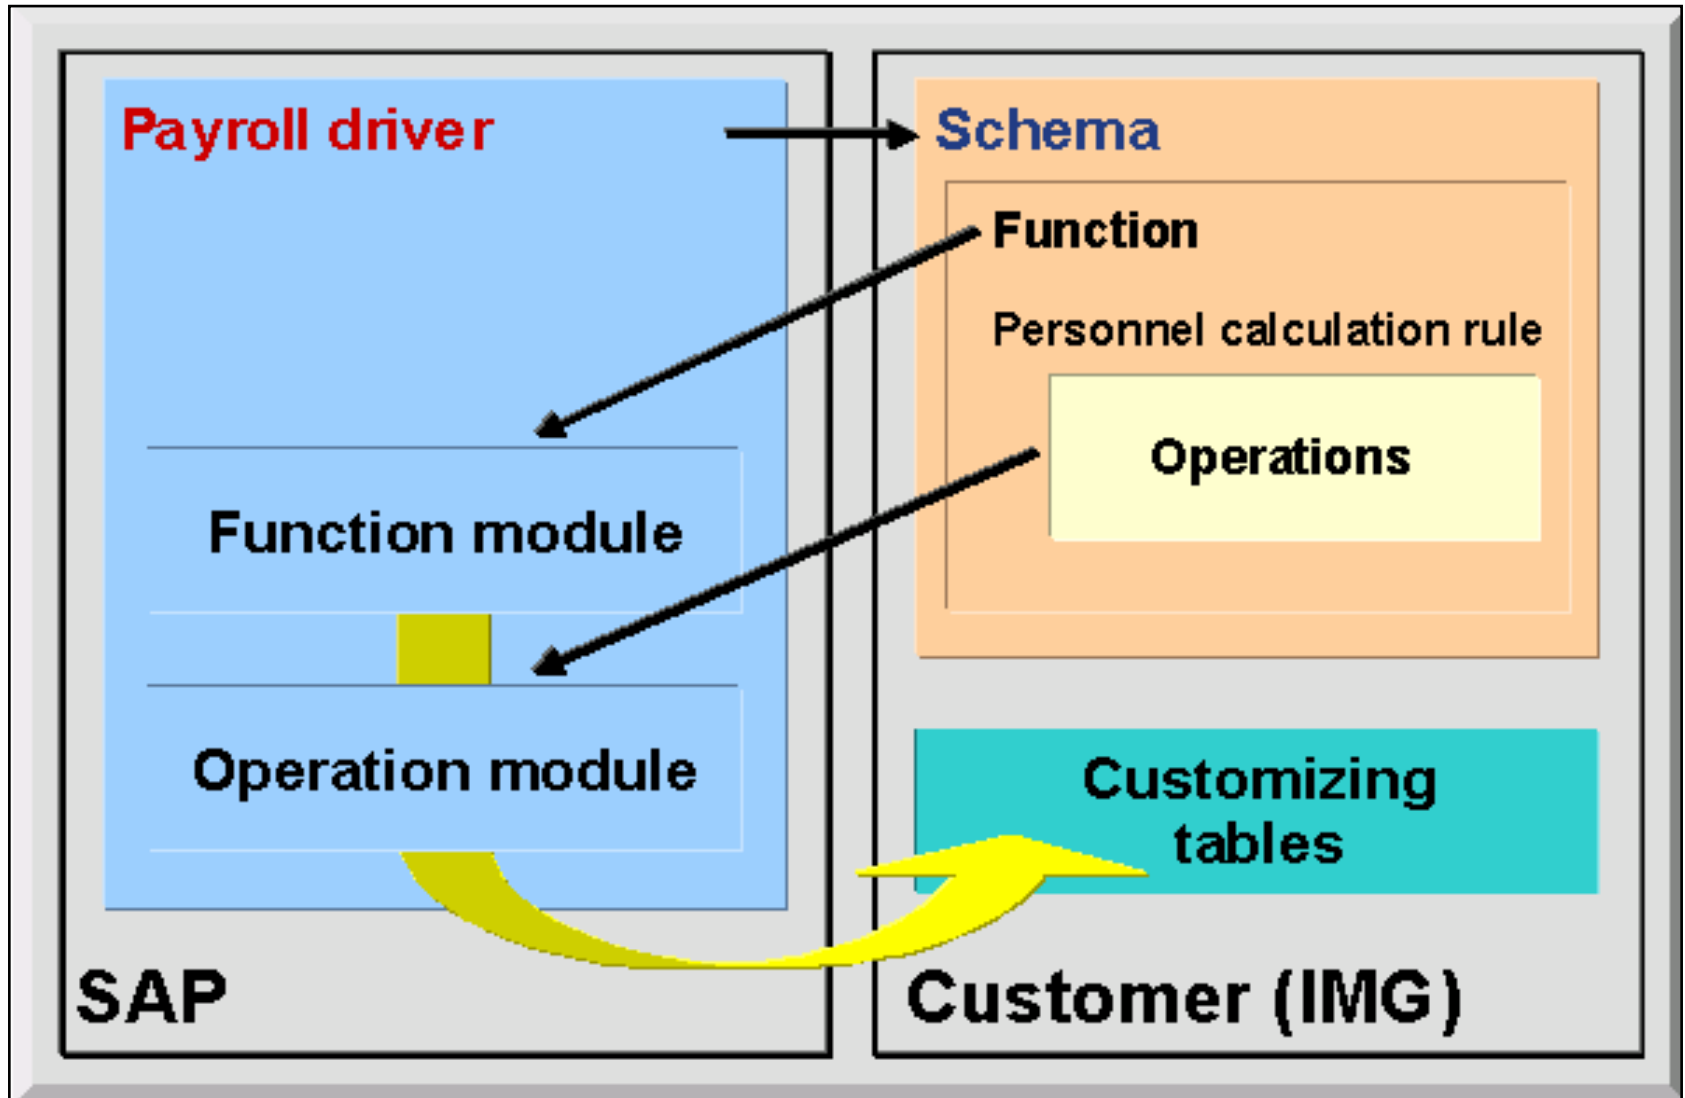 Payroll driver
Function module
Operation module
SAP
Schema
Function
Personnel calculation rule
Operations
Customizing
tables
Customer (IMG)